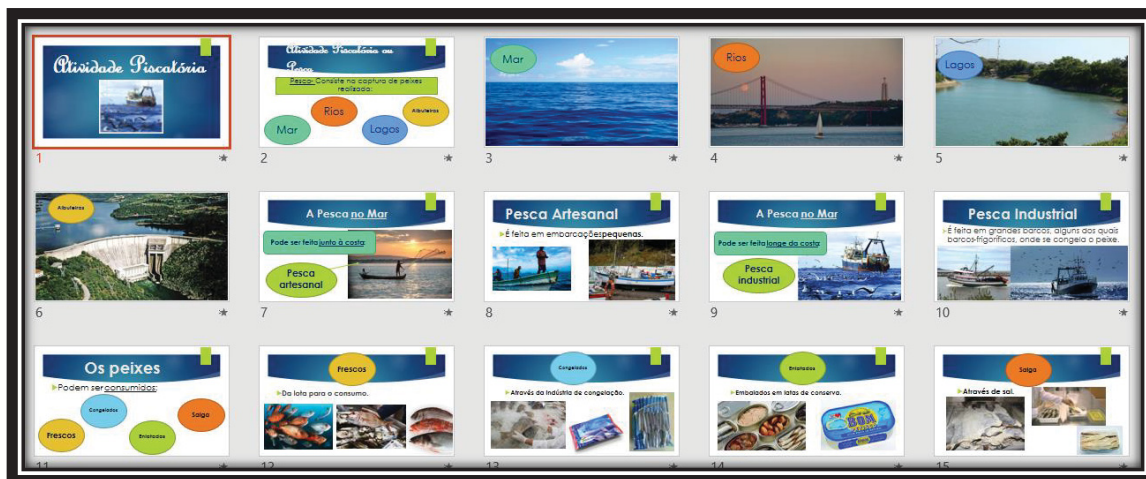 Atividade Piscatória
1
Atividade Piscatória ou
Pesca
Pesca- Consiste na captura de peixes
realizada:
Mar
Rios
Lagos
Albufeiras
2
Mar
3
Rios
4
Lagos
5
Albufeiras
6
A Pesca no Mar
Pode ser feita junto à costa:
Pesca
artesanal
7
Pesca Artesanal
É feita em embarcaçõespequenas.
8
A Pesca no Mar
Pode ser feita longe da costa:
Pesca
industrial
9
Pesca Industrial
É feita em grandes barcos, alguns dos quais
barcos-frigoríficos, onde se congela o peixe.
10
Os peixes
Podem ser consumidos:
Frescos
Congelados
Enlatados
Salga
11
Frescos
Da lota para o consumo.
12
Congelados
Através da Indústria de congelação.
13
Enlatados
Embalados em latas de conserva.
BOM
14
Salga
Através de sal.
15